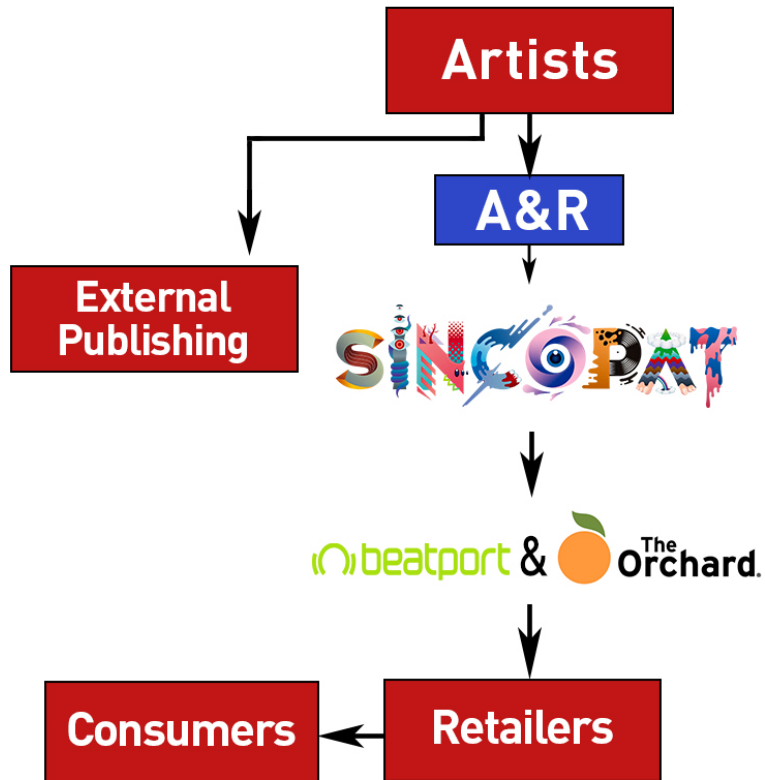 Artists
A&R
External
Publishing
SiNCOPAT
beatport & The Orchard.
Consumers
Retailers